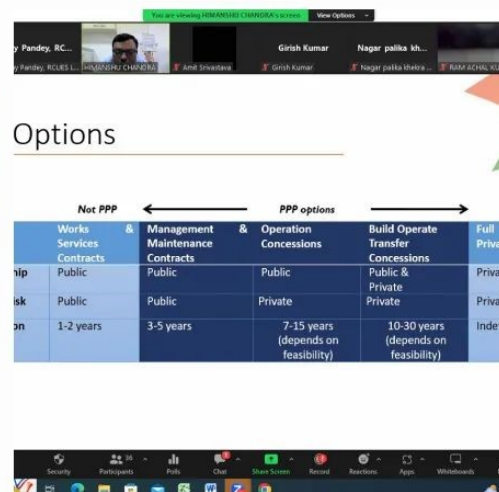 You are viewing HIMANSHU CHANDRA's screen View Options
y Pandey, RC... Girish Kumar Nagar palika kh...
y Pandey, RCUES L... HIMANSHU CHANDRA Amit Srivastava Girish Kumar Nagar palika khekra ... RAM ACHAL KU
Options
Not PPP PPP options
Works & Management & Operation Build Operate Full
Services Maintenance Concessions Transfer Priva
Contracts Contracts Concessions
hip Public Public Public Public & Priva
Private
isk Public Public Private Private Priva
on 1-2 years 3-5 years 7-15 years 10-30 years Inde
(depends on (depends on
feasibility) feasibility)
36
Security Participants Polls Chat Share Screen Record Reactions Apps Whiteboards